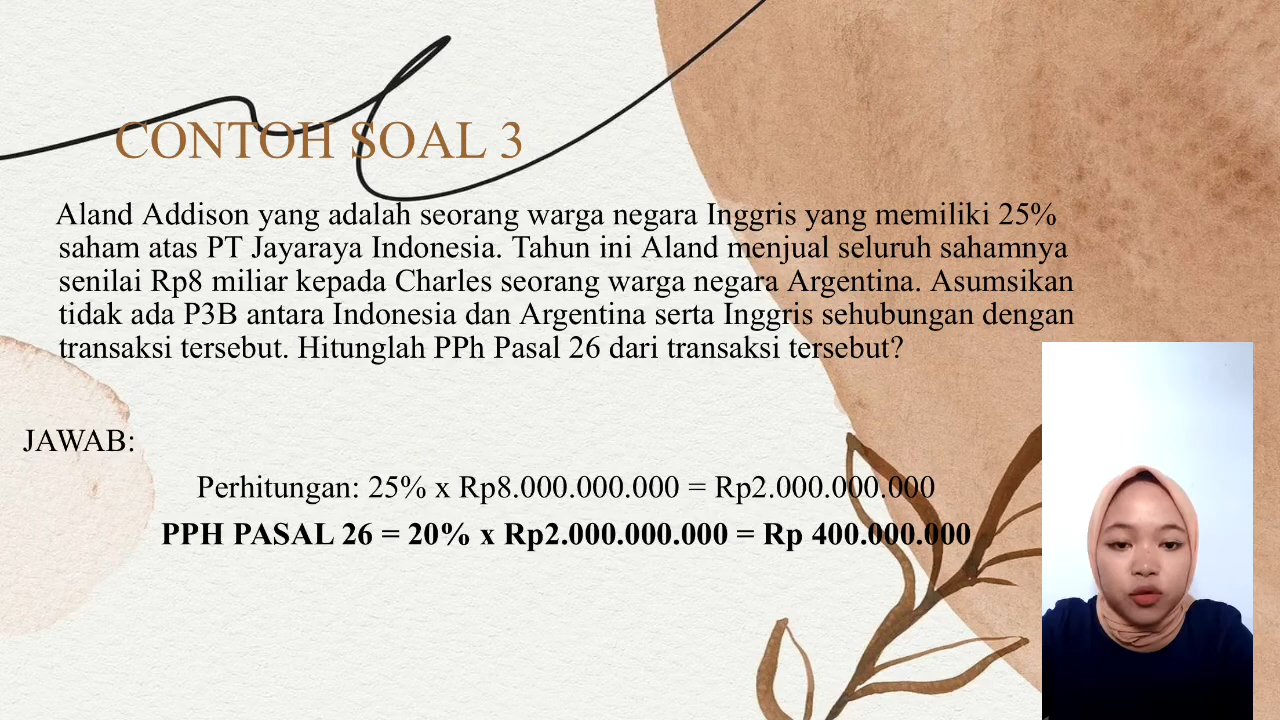 CONTOH SOAL 3
Aland Addison yang adalah seorang warga negara Inggris yang memiliki 25%
saham atas PT Jayaraya Indonesia. Tahun ini Aland menjual seluruh sahamnya
senilai Rp8 miliar kepada Charles seorang warga negara Argentina. Asumsikan
tidak ada P3B antara Indonesia dan Argentina serta Inggris sehubungan dengan
transaksi tersebut. Hitunglah PPh Pasal 26 dari transaksi tersebut?
JAWAB:
Perhitungan: 25% x Rp8.000.000.000 = Rp2.000.000.000
PPH PASAL 26 = 20% x Rp2.000.000.000 = Rp 400.000.000